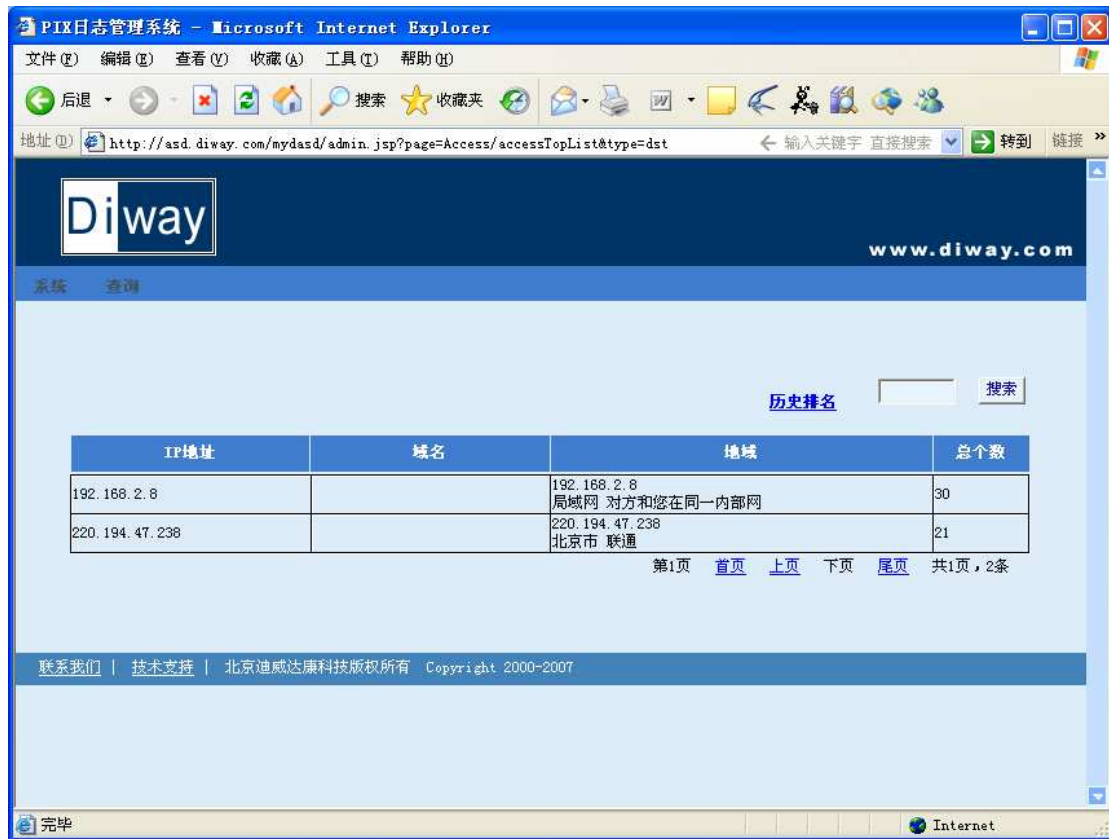 PIX日志管理系统 - Microsoft Internet Explorer
文件(F) 编辑(E) 查看(V) 收藏(A) 工具(T) 帮助(H)
后退 搜索 收藏夹
地址(D) http://asd.diway.com/mydasd/admin.jsp?page=Access/accessTopList&type=dst 输入关键字 直接搜索 转到 链接 »
Diway
www.diway.com
系统 查询
历史排名 搜索
IP地址 域名 地域 总个数
192.168.2.8 192.168.2.8 30
局域网 对方和您在同一内部网
220.194.47.238 220.194.47.238 21
北京市 联通
第1页 首页 上页 下页 尾页 共1页，2条
联系我们 | 技术支持 | 北京迪威达康科技版权所有 Copyright 2000-2007
完毕 Internet